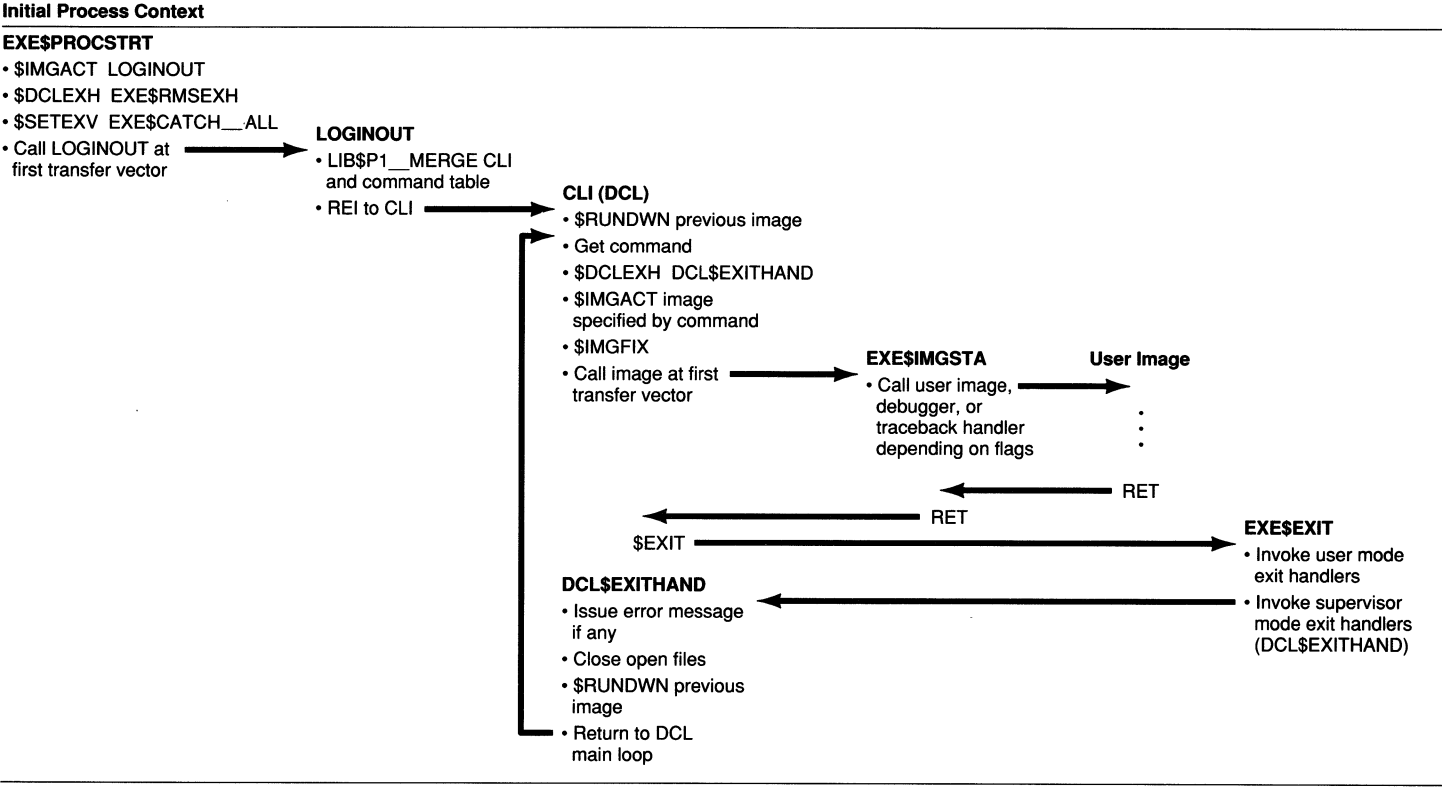 Initial Process Context
EXE$PROCSTRT
• $IMGACT LOGINOUT
• $DCLEXH EXE$RMSEXH
• $SETEXV EXE$CATCH__ALL
• Call LOGINOUT at
first transfer vector
LOGINOUT
• LIB$P1__MERGE CLI
and command table
• REI to CLI
CLI (DCL)
• $RUNDWN previous image
• Get command
• $DCLEXH DCL$EXITHAND
• $IMGACT image
specified by command
• $IMGFIX
• Call image at first
transfer vector
EXE$IMGSTA
• Call user image,
debugger, or
traceback handler
depending on flags
User Image
RET
RET
$EXIT
EXE$EXIT
• Invoke user mode
exit handlers
• Invoke supervisor
mode exit handlers
(DCL$EXITHAND)
DCL$EXITHAND
• Issue error message
if any
• Close open files
• $RUNDWN previous
image
• Return to DCL
main loop